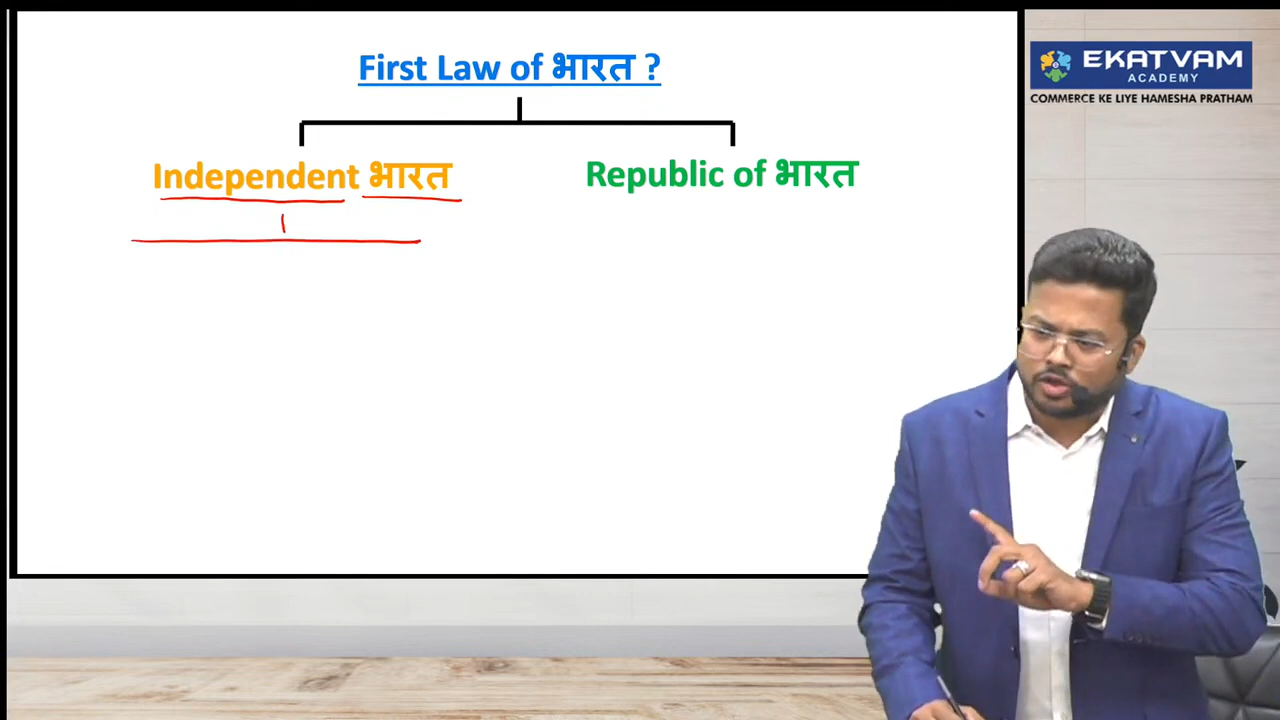 First Law of भारत ?
EKATVAM
ACADEMY
COMMERCE KE LIYE HAMESHA PRATHAM
Independent भारत
Republic of भारत